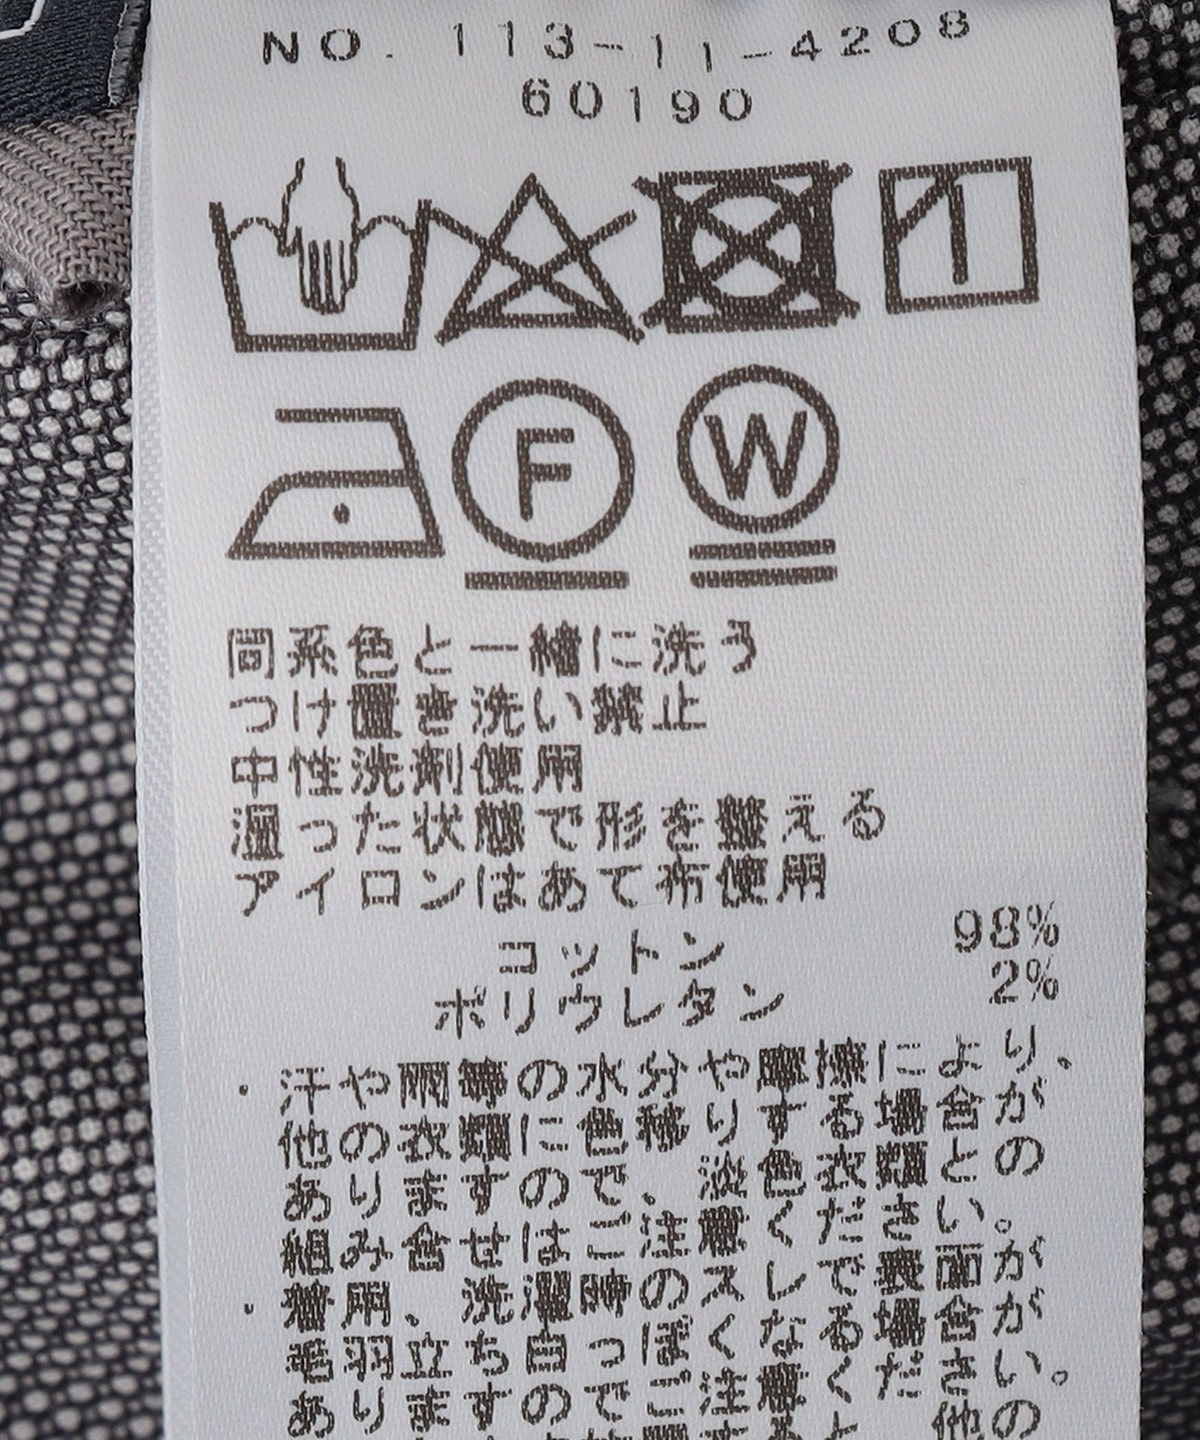 NO. 113-11-4208
60190
F
W
同系色と一緒に洗う
つけ置き洗い禁止
中性洗剤使用
湿った状態で形を整える
アイロンはあて布使用
コットン 98%
ポリウレタン 2%
・汗や雨等の水分や摩擦により、
他の衣類に色移りする場合が
ありますので、淡色衣類との
組み合せはご注意ください。
・着用、洗濯時のスレで表面が
毛羽立ち白っぽくなる場合が
ありますのでご注意ください。
他の